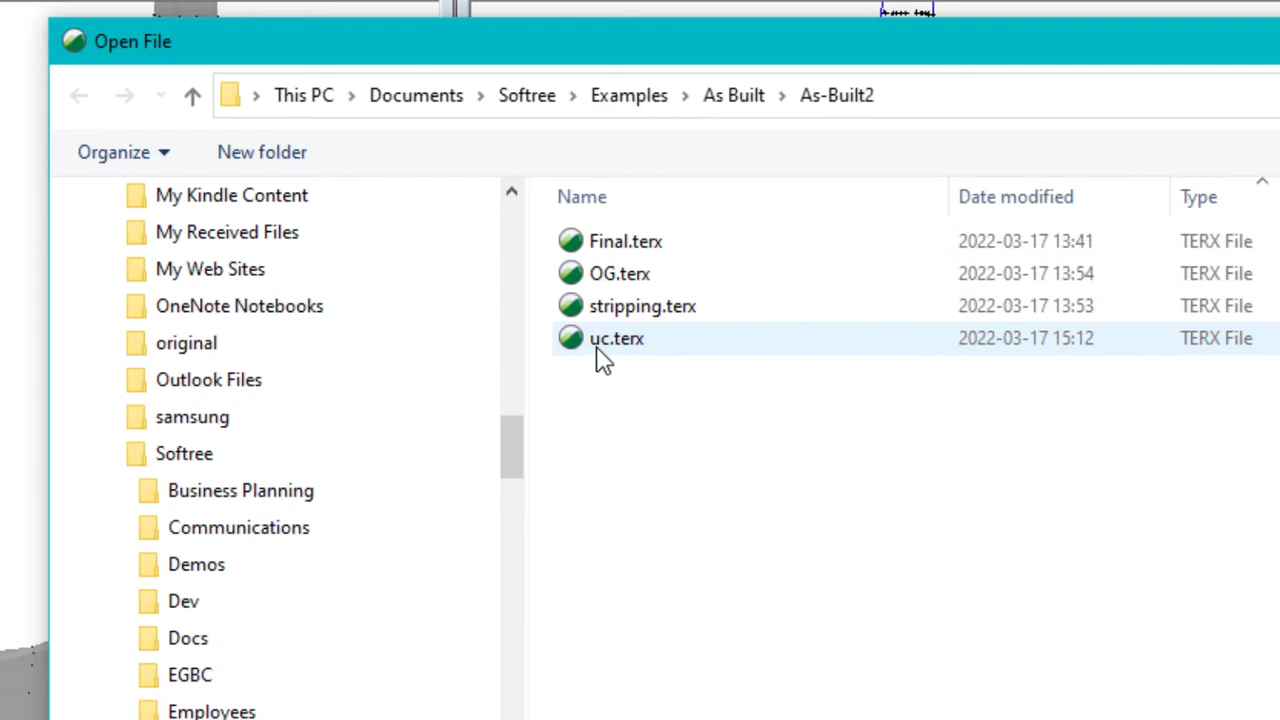 Open File
This PC > Documents > Softree > Examples > As Built > As-Built2
Organize New folder
Name Date modified Type
My Kindle Content
My Received Files
My Web Sites
OneNote Notebooks
original
Outlook Files
samsung
Softree
Business Planning
Communications
Demos
Dev
Docs
EGBC
Employees
Final.terx 2022-03-17 13:41 TERX File
OG.terx 2022-03-17 13:54 TERX File
stripping.terx 2022-03-17 13:53 TERX File
uc.terx 2022-03-17 15:12 TERX File